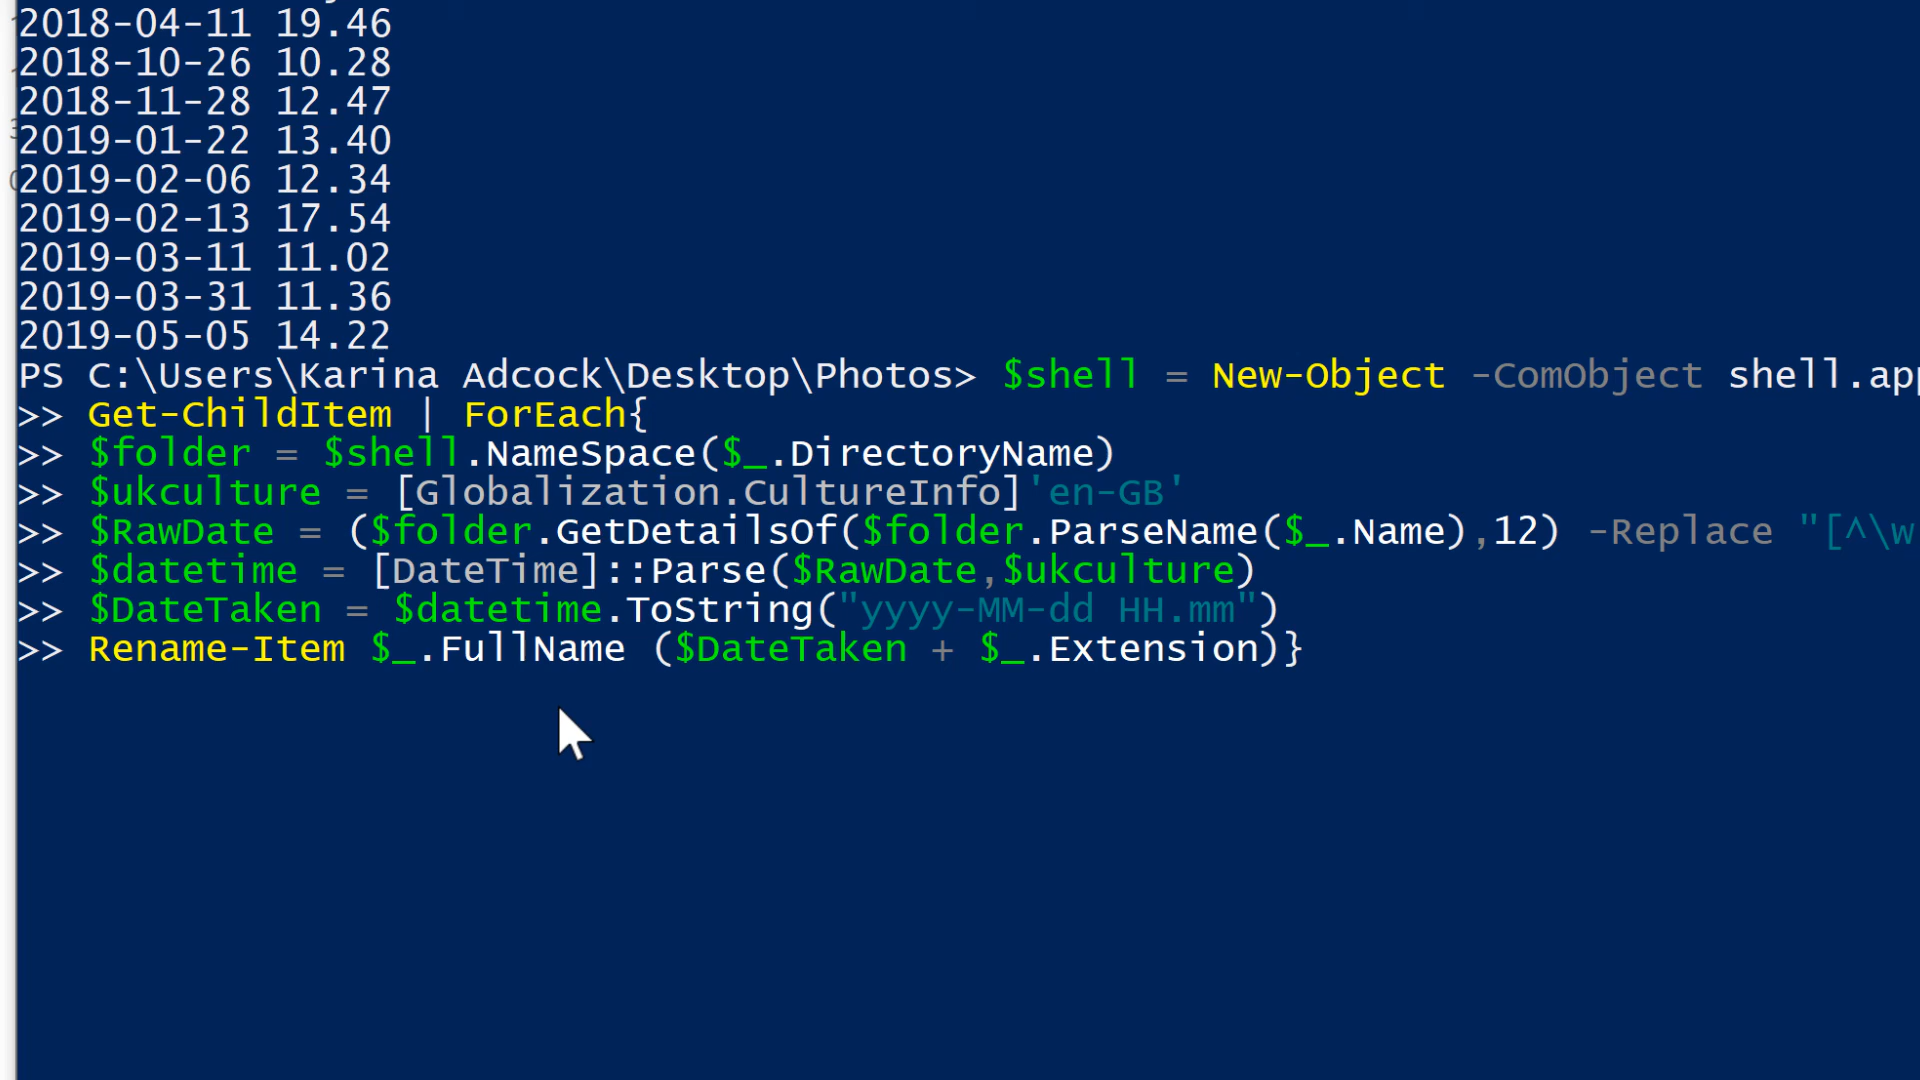 2018-04-11 19.46
2018-10-26 10.28
2018-11-28 12.47
2019-01-22 13.40
2019-02-06 12.34
2019-02-13 17.54
2019-03-11 11.02
2019-03-31 11.36
2019-05-05 14.22
PS C:\Users\Karina Adcock\Desktop\Photos> $shell = New-Object -ComObject shell.app
>> Get-ChildItem | ForEach{
>> $folder = $shell.NameSpace($_.DirectoryName)
>> $ukculture = [Globalization.CultureInfo]'en-GB'
>> $RawDate = ($folder.GetDetailsOf($folder.ParseName($_.Name),12) -Replace "[^\w
>> $datetime = [DateTime]::Parse($RawDate,$ukculture)
>> $DateTaken = $datetime.ToString("yyyy-MM-dd HH.mm")
>> Rename-Item $_.FullName ($DateTaken + $_.Extension)}